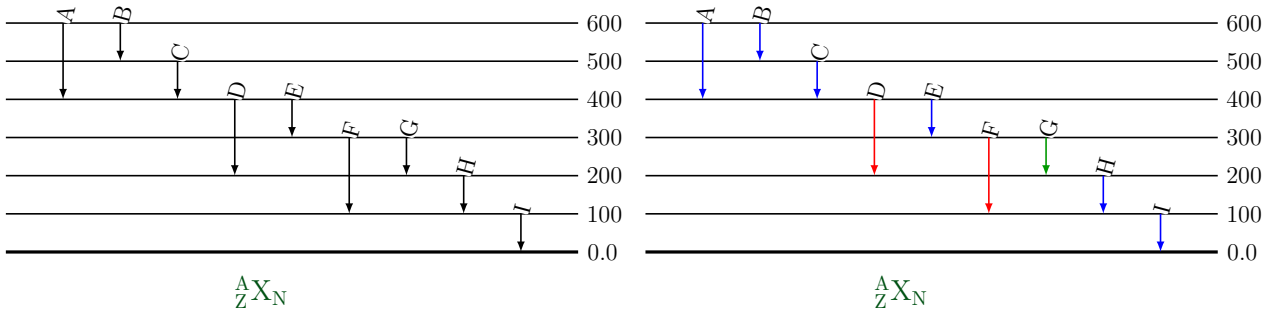 A B 600
C 500
D E 400
F G 300
H 200
I 100
0.0
A
Z X N
A B 600
C 500
D E 400
F G 300
H 200
I 100
0.0
A
Z X N